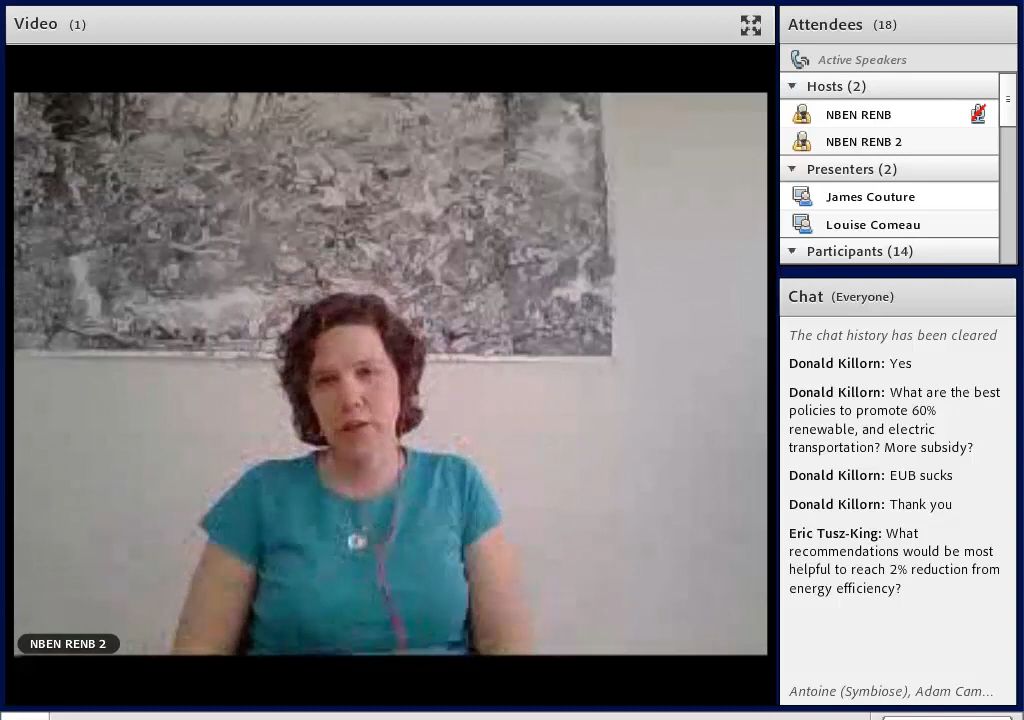 Video (1)
Attendees (18)
Active Speakers
Hosts (2)
NBEN RENB
NBEN RENB 2
Presenters (2)
James Couture
Louise Comeau
Participants (14)
Chat (Everyone)
The chat history has been cleared
Donald Killorn: Yes
Donald Killorn: What are the best
policies to promote 60%
renewable, and electric
transportation? More subsidy?
Donald Killorn: EUB sucks
Donald Killorn: Thank you
Eric Tusz-King: What
recommendations would be most
helpful to reach 2% reduction from
energy efficiency?
Antoine (Symbiose), Adam Cam...
NBEN RENB 2